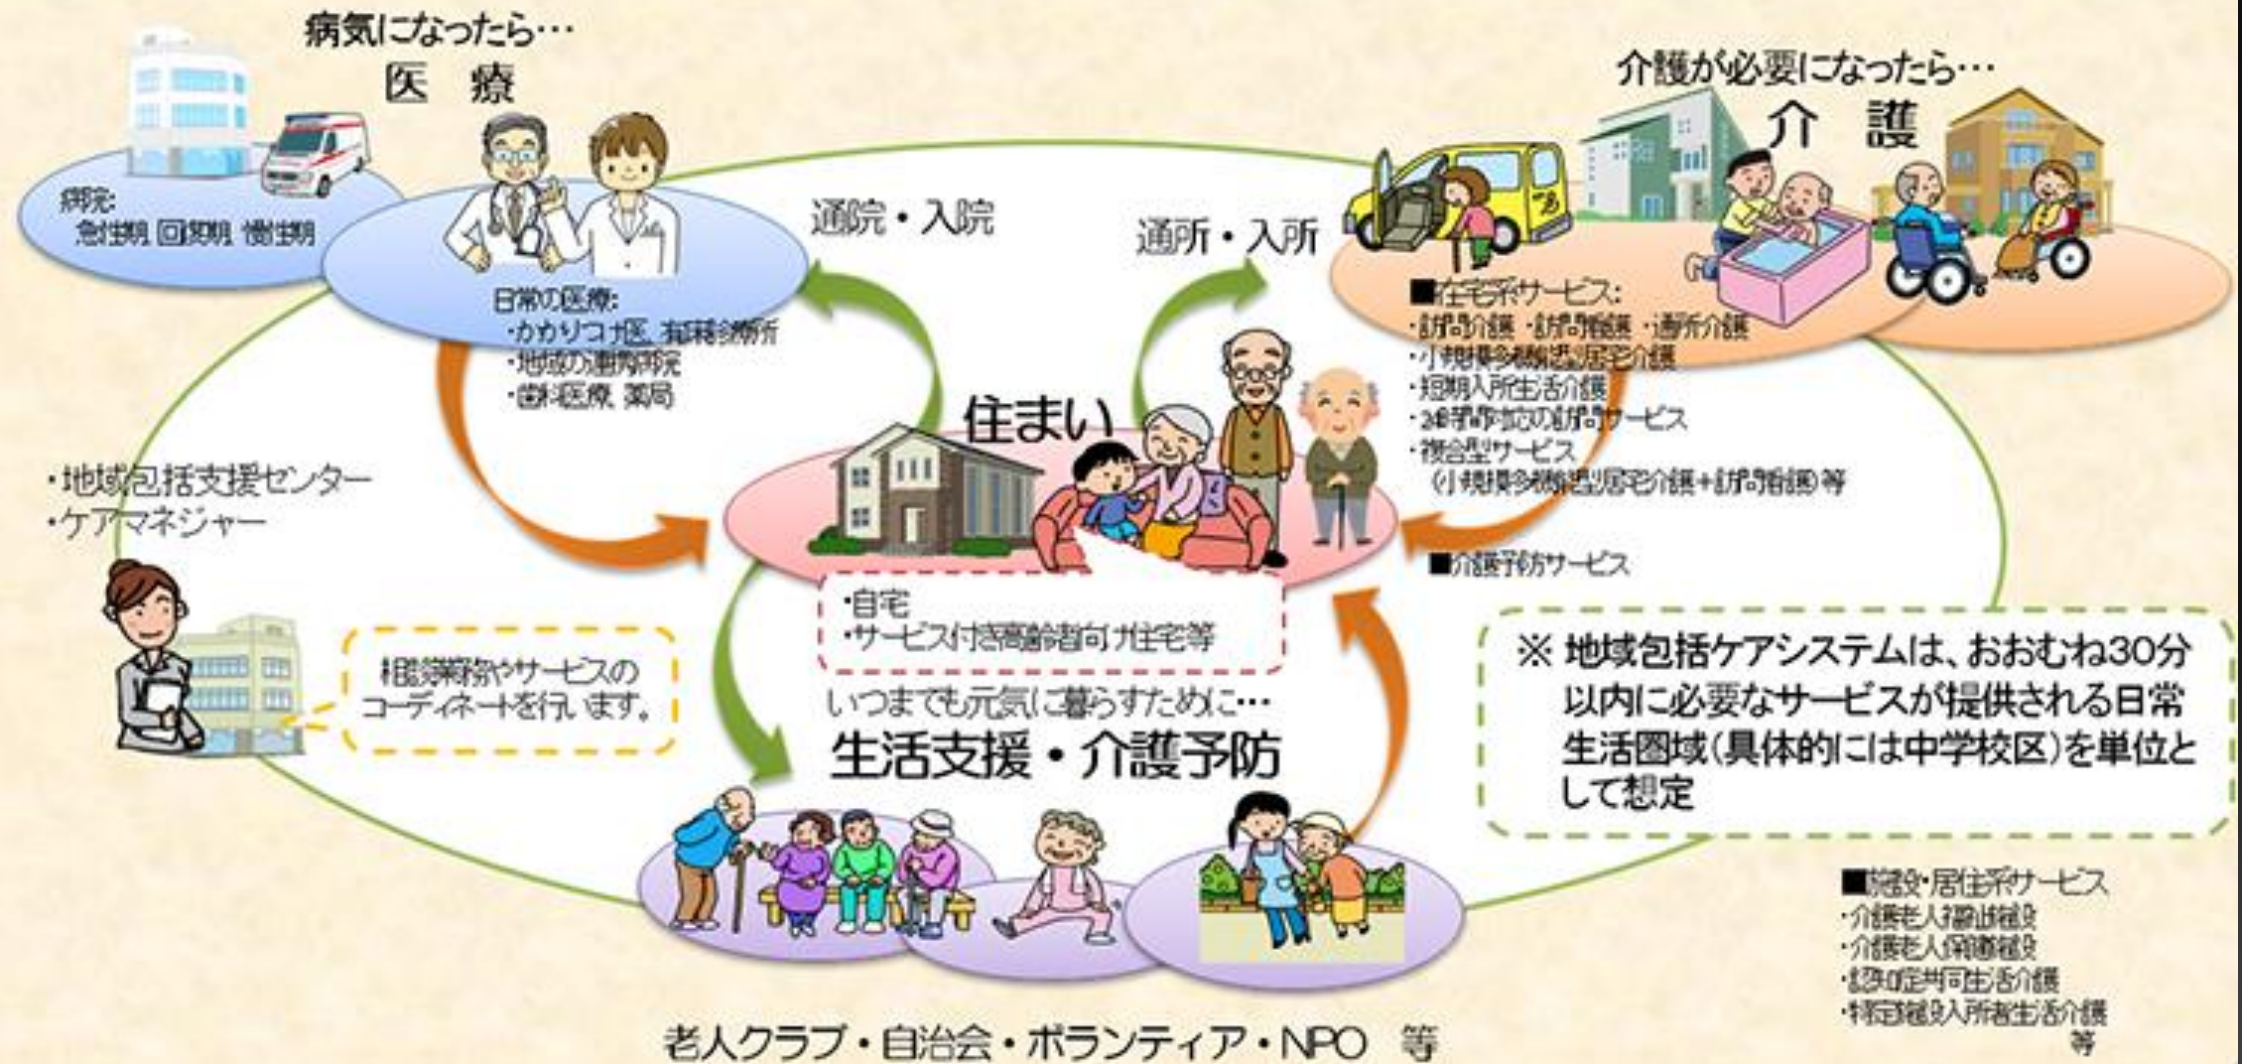 病気になったら…
医 療
病院:
急性期 回復期 慢性期
日常の医療:
・かかりつけ医 有床診療所
・地域の連携病院
・歯科医療 薬局
通院・入院
通所・入所
介護が必要になったら…
介 護
■在宅系サービス:
・訪問介護 ・訪問看護 ・通所介護
・小規模多機能型居宅介護
・短期入所生活介護
・24時間対応の訪問サービス
・複合型サービス
(小規模多機能型居宅介護+訪問看護)等
■介護予防サービス
住まい
・自宅
・サービス付き高齢者向け住宅等
・地域包括支援センター
・ケアマネジャー
相談業務やサービスの
コーディネートを行います。
いつまでも元気に暮らすために…
生活支援・介護予防
老人クラブ・自治会・ボランティア・NPO 等
※ 地域包括ケアシステムは、おおむね30分
以内に必要なサービスが提供される日常
生活圏域(具体的には中学校区)を単位と
して想定
■施設・居住系サービス
・介護老人福祉施設
・介護老人保健施設
・認知症共同生活介護
・特定施設入所者生活介護
等